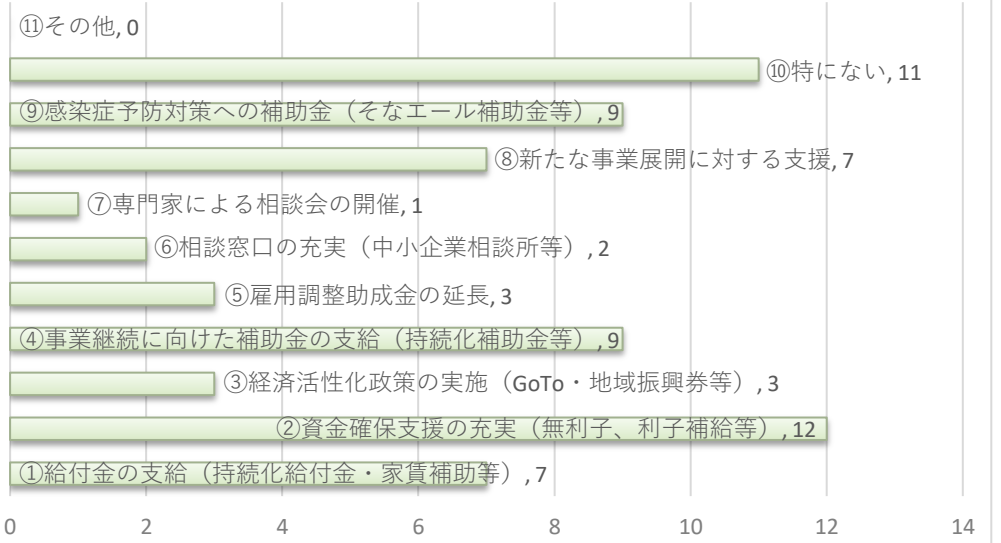 ⑪その他, 0
⑩特にない, 11
⑨感染症予防対策への補助金（そなエール補助金等）, 9
⑧新たな事業展開に対する支援, 7
⑦専門家による相談会の開催, 1
⑥相談窓口の充実（中小企業相談所等）, 2
⑤雇用調整助成金の延長, 3
④事業継続に向けた補助金の支給（持続化補助金等）, 9
③経済活性化政策の実施（GoTo・地域振興券等）, 3
②資金確保支援の充実（無利子、利子補給等）, 12
①給付金の支給（持続化給付金・家賃補助等）, 7
0 2 4 6 8 10 12 14